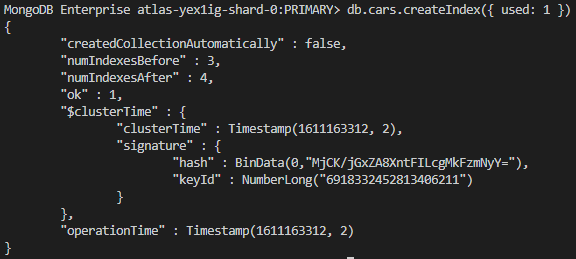 MongoDB Enterprise atlas-yex1ig-shard-0:PRIMARY> db.cars.createIndex({ used: 1 })
{
        "createdCollectionAutomatically" : false,
        "numIndexesBefore" : 3,
        "numIndexesAfter" : 4,
        "ok" : 1,
        "$clusterTime" : {
                "clusterTime" : Timestamp(1611163312, 2),
                "signature" : {
                        "hash" : BinData(0,"MjCK/jGxZA8XntFILcgMkFzmNyY="),
                        "keyId" : NumberLong("6918332452813406211")
                }
        },
        "operationTime" : Timestamp(1611163312, 2)
}